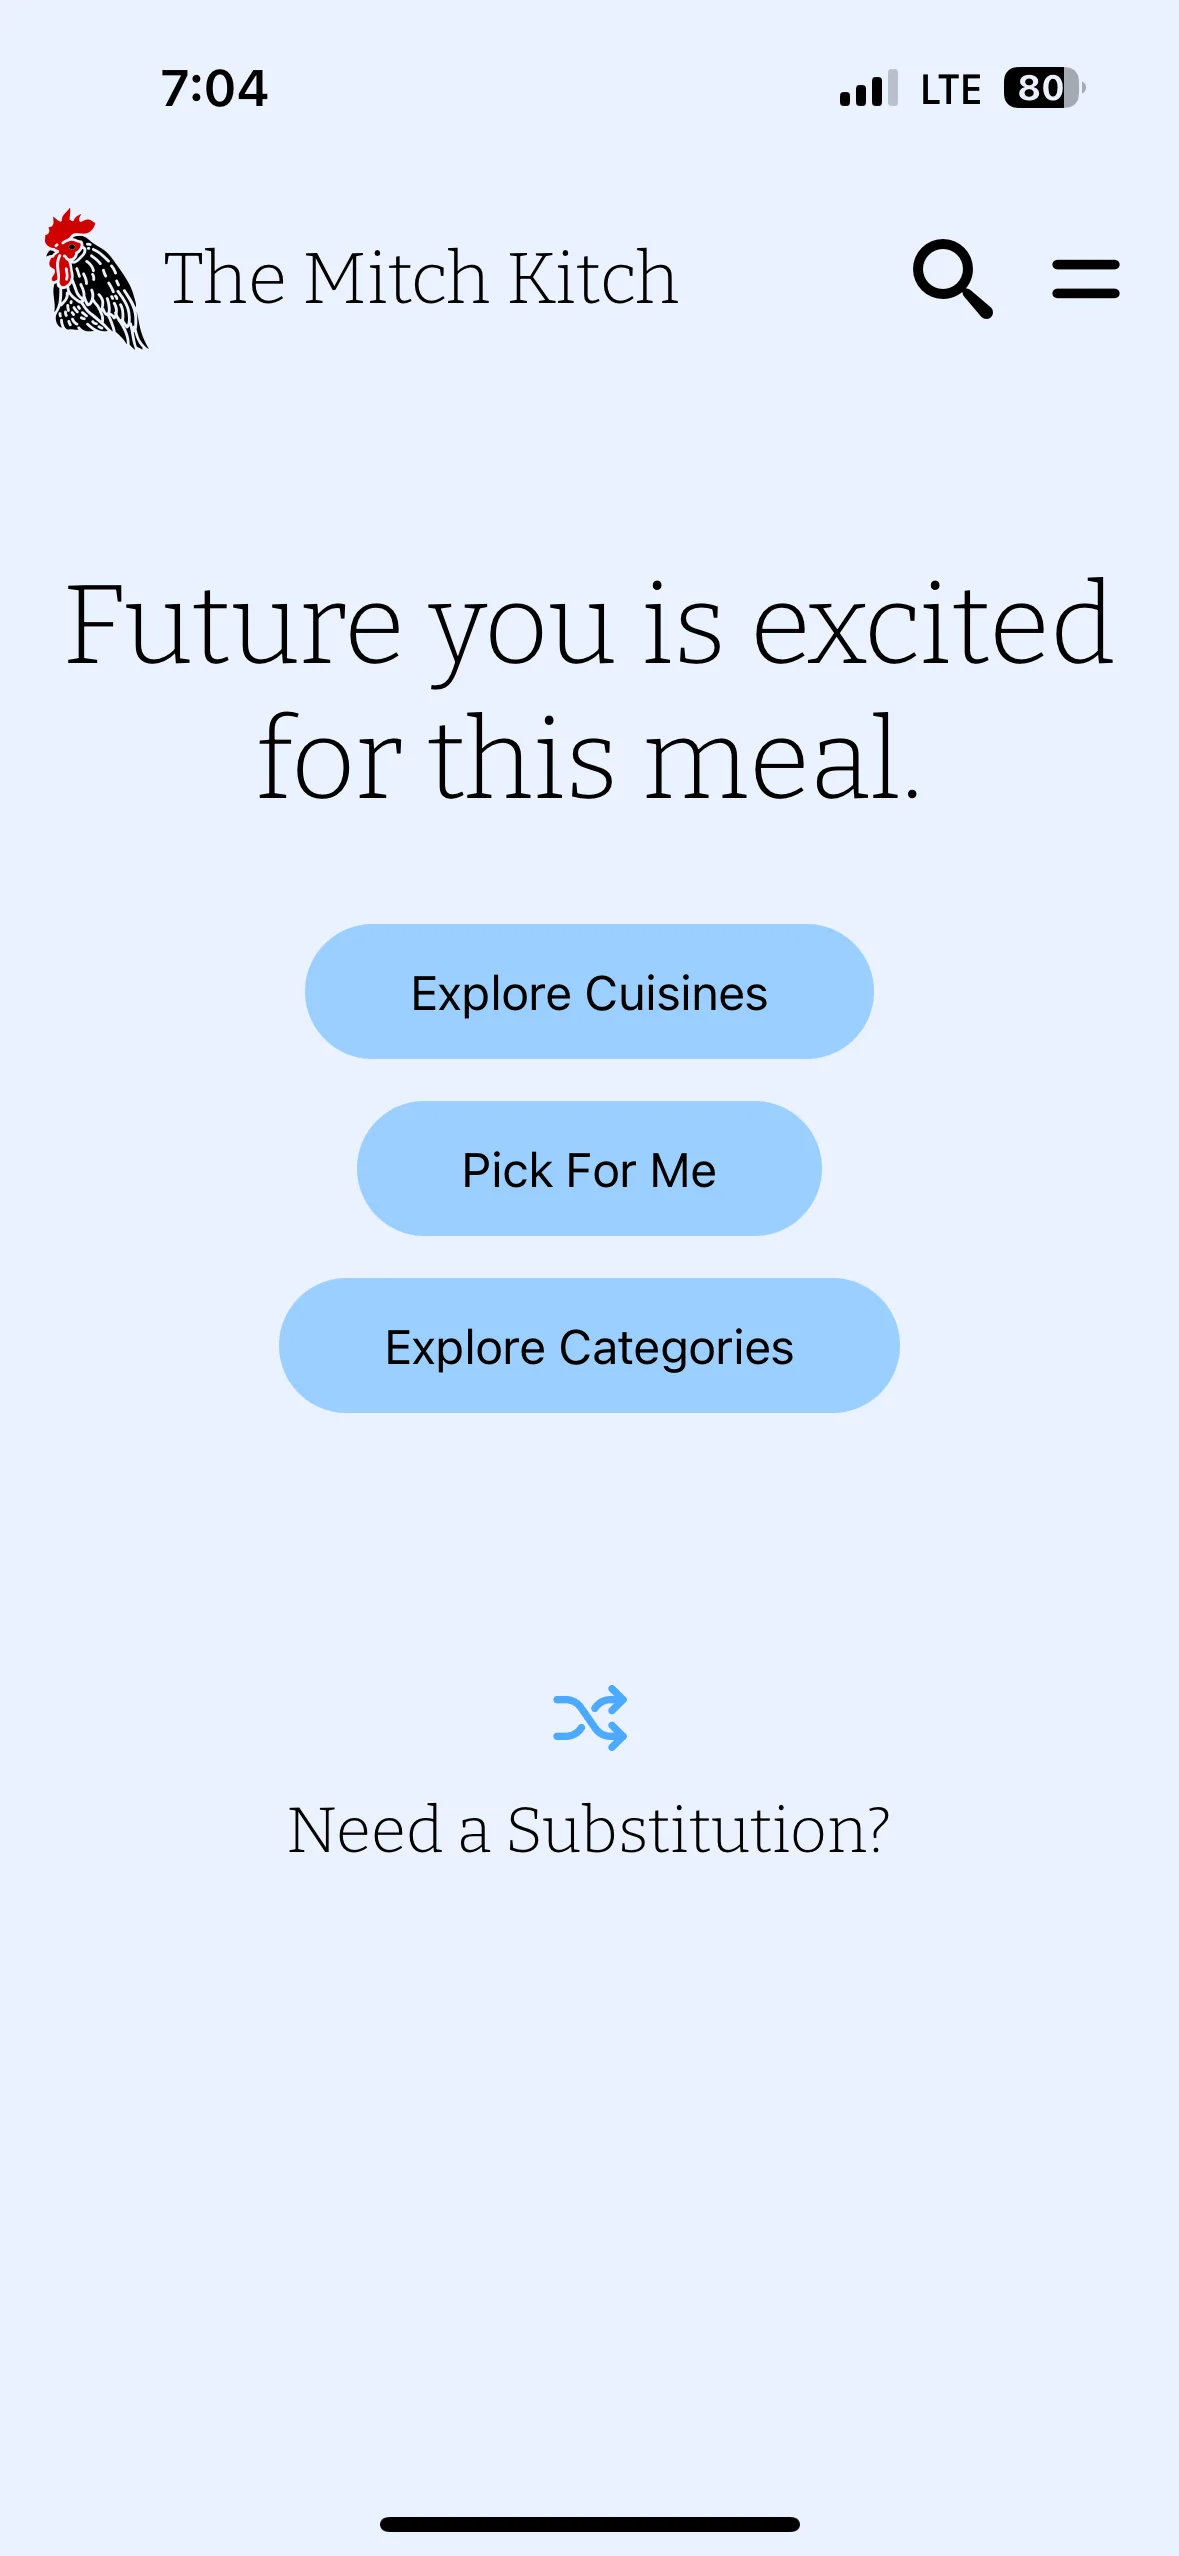 7:04
LTE
80
The Mitch Kitch
Future you is excited
for this meal.
Explore Cuisines
Pick For Me
Explore Categories
Need a Substitution?